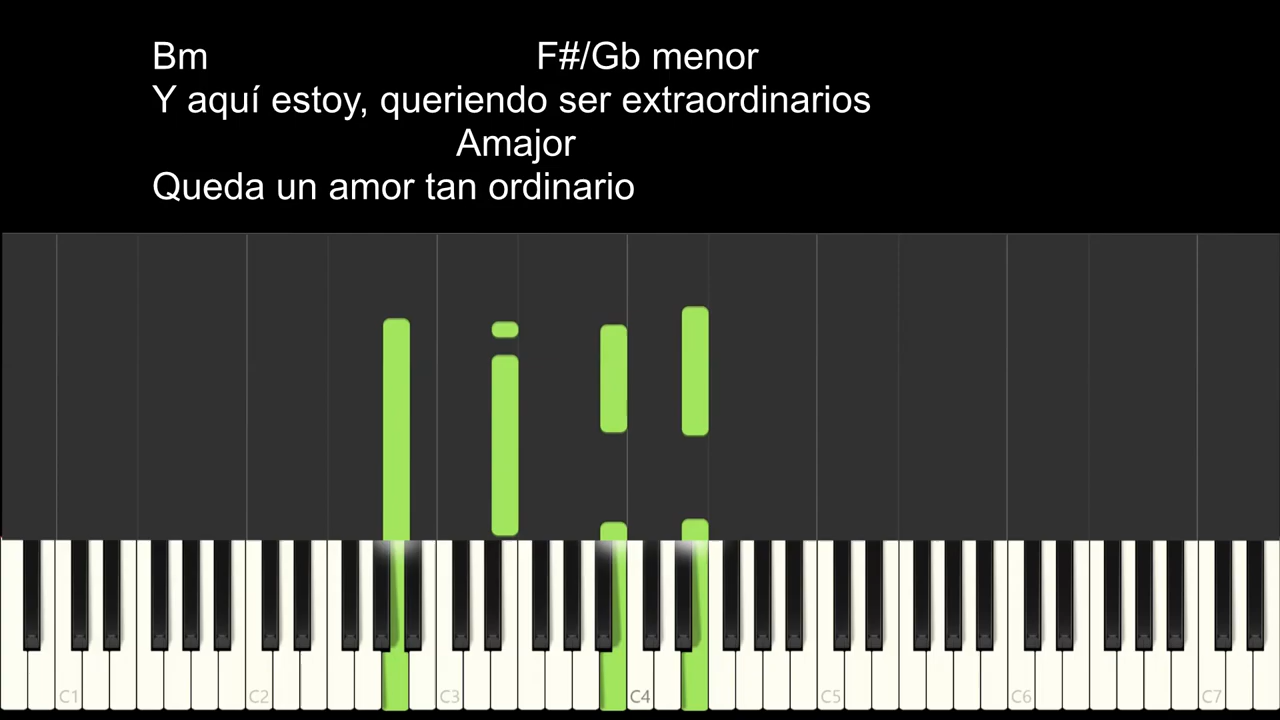 Bm F#/Gb menor
Y aquí estoy, queriendo ser extraordinarios
Amajor
Queda un amor tan ordinario
C1 C2 C3 C4 C5 C6 C7